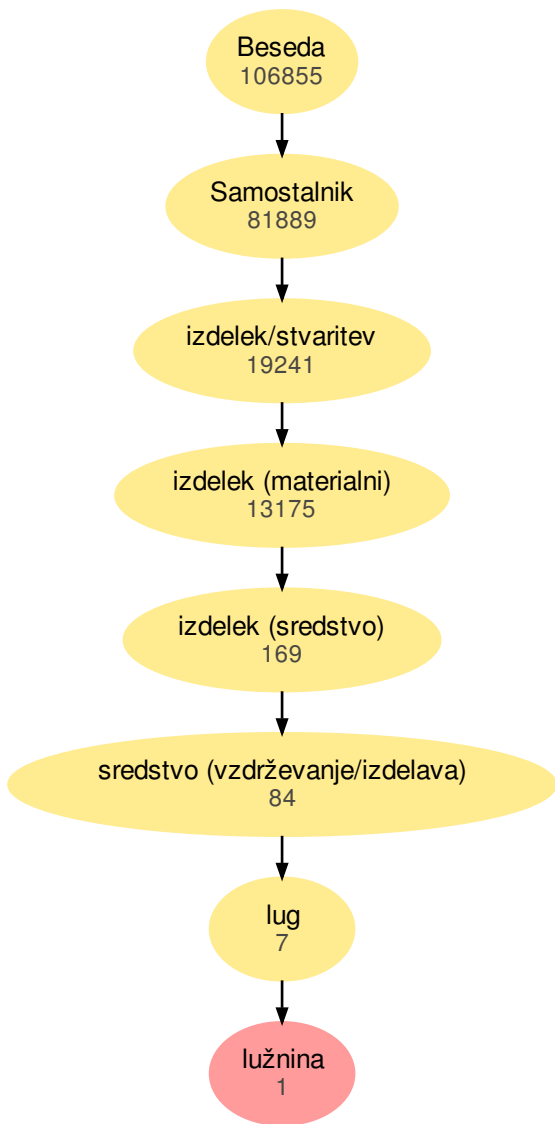 Beseda
106855
Samostalnik
81889
izdelek/stvaritev
19241
izdelek (materialni)
13175
izdelek (sredstvo)
169
sredstvo (vzdrževanje/izdelava)
84
lug
7
lužnina
1